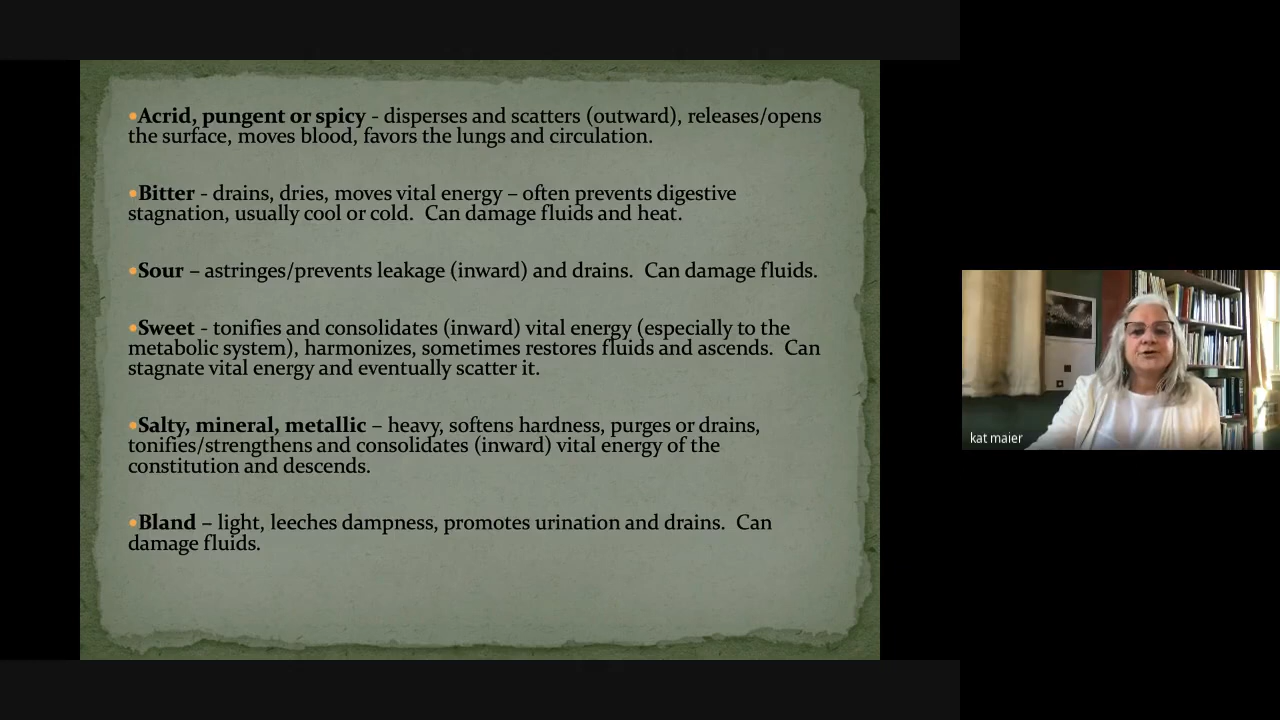 •Acrid, pungent or spicy - disperses and scatters (outward), releases/opens
the surface, moves blood, favors the lungs and circulation.
•Bitter - drains, dries, moves vital energy – often prevents digestive
stagnation, usually cool or cold.  Can damage fluids and heat.
•Sour – astringes/prevents leakage (inward) and drains.  Can damage fluids.
•Sweet - tonifies and consolidates (inward) vital energy (especially to the
metabolic system), harmonizes, sometimes restores fluids and ascends.  Can
stagnate vital energy and eventually scatter it.
•Salty, mineral, metallic – heavy, softens hardness, purges or drains,
tonifies/strengthens and consolidates (inward) vital energy of the
constitution and descends.
•Bland – light, leeches dampness, promotes urination and drains.  Can
damage fluids.
kat maier